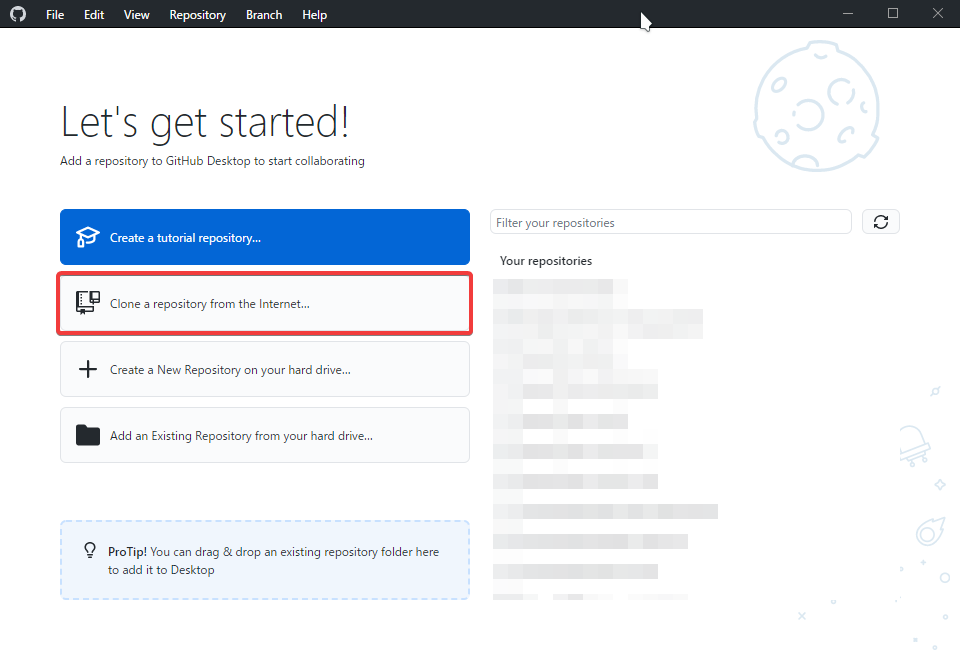 File Edit View Repository Branch Help
Let's get started!
Add a repository to GitHub Desktop to start collaborating
Create a tutorial repository...
Clone a repository from the Internet...
Create a New Repository on your hard drive...
Add an Existing Repository from your hard drive...
ProTip! You can drag & drop an existing repository folder here
to add it to Desktop
Filter your repositories
Your repositories